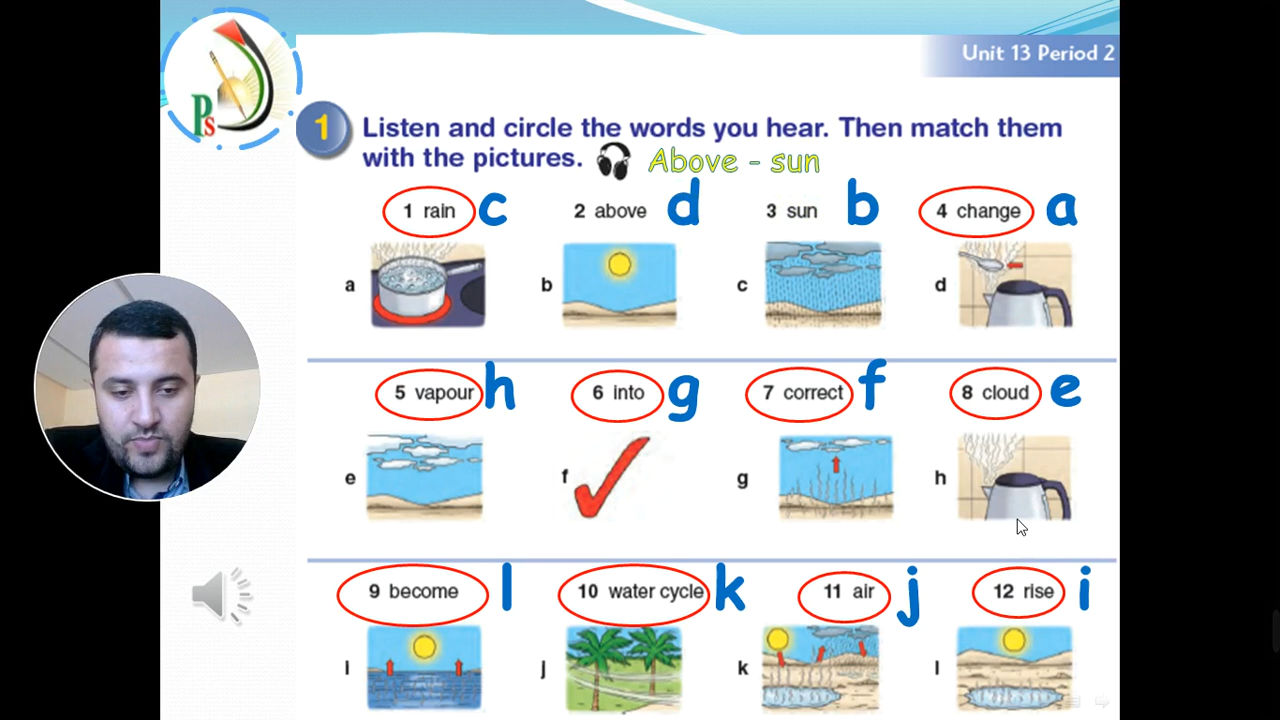 Unit 13 Period 2
1 Listen and circle the words you hear. Then match them
with the pictures. Above - sun
1 rain c 2 above d 3 sun b 4 change a
a b c d
5 vapour h 6 into g 7 correct f 8 cloud e
e f g h
9 become l 10 water cycle k 11 air j 12 rise i
I j k l
Ps